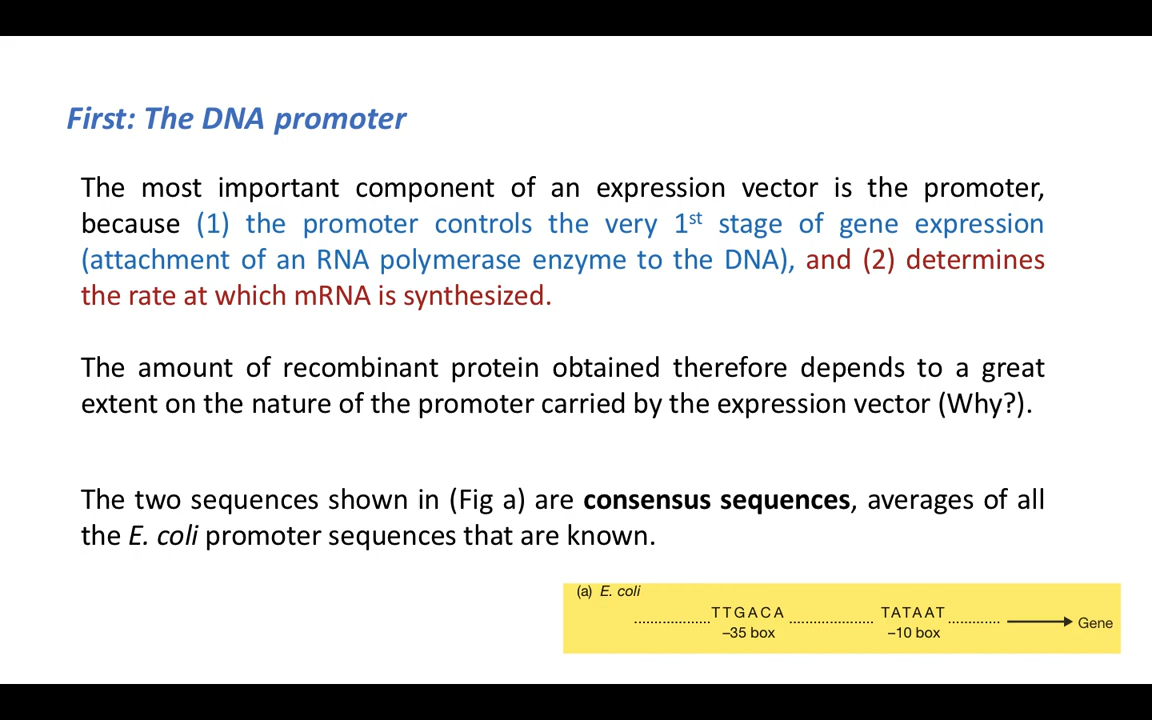 First: The DNA promoter
The most important component of an expression vector is the promoter,
because (1) the promoter controls the very 1st stage of gene expression
(attachment of an RNA polymerase enzyme to the DNA), and (2) determines
the rate at which mRNA is synthesized.
The amount of recombinant protein obtained therefore depends to a great
extent on the nature of the promoter carried by the expression vector (Why?).
The two sequences shown in (Fig a) are consensus sequences, averages of all
the E. coli promoter sequences that are known.
(a) E. coli
TTGACA TATAAT
–35 box –10 box Gene